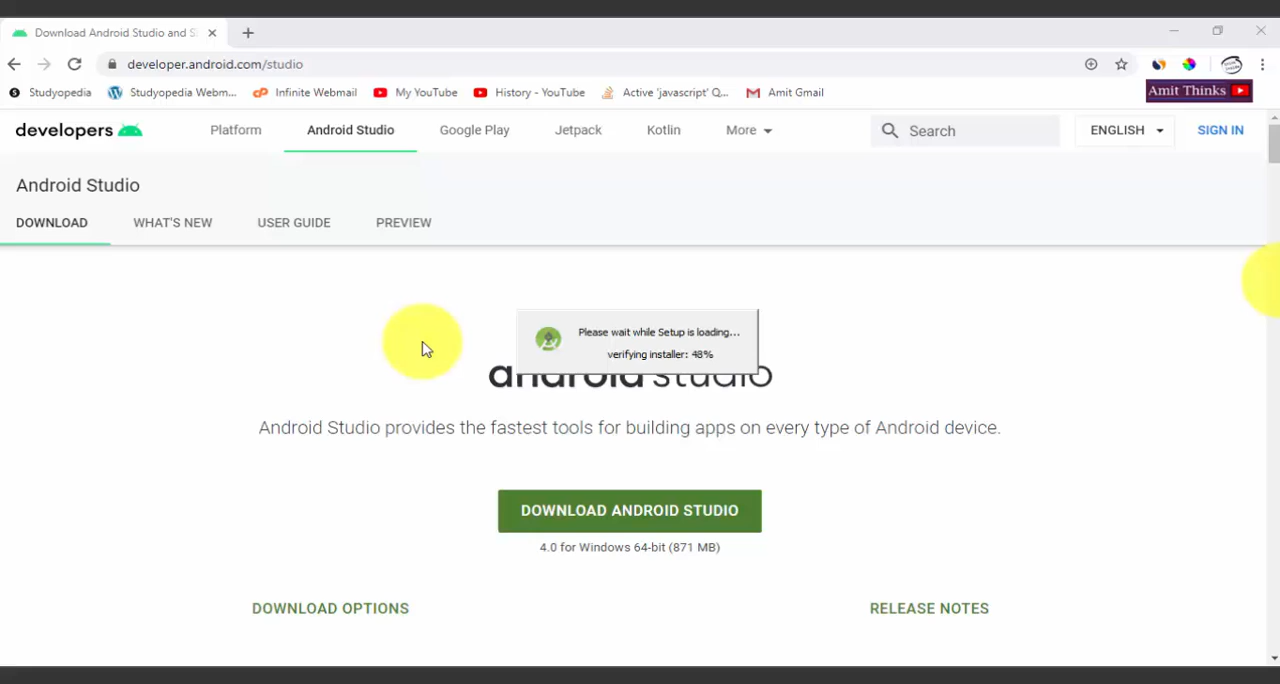 Download Android Studio and S
developer.android.com/studio
Studyopedia
Studyopedia Webm...
Infinite Webmail
My YouTube
History - YouTube
Active 'javascript' Q...
Amit Gmail
Amit Thinks
developers
Platform
Android Studio
Google Play
Jetpack
Kotlin
More
Search
ENGLISH
SIGN IN
Android Studio
DOWNLOAD
WHAT'S NEW
USER GUIDE
PREVIEW
Please wait while Setup is loading...
verifying installer: 48%
android studio
Android Studio provides the fastest tools for building apps on every type of Android device.
DOWNLOAD ANDROID STUDIO
4.0 for Windows 64-bit (871 MB)
DOWNLOAD OPTIONS
RELEASE NOTES